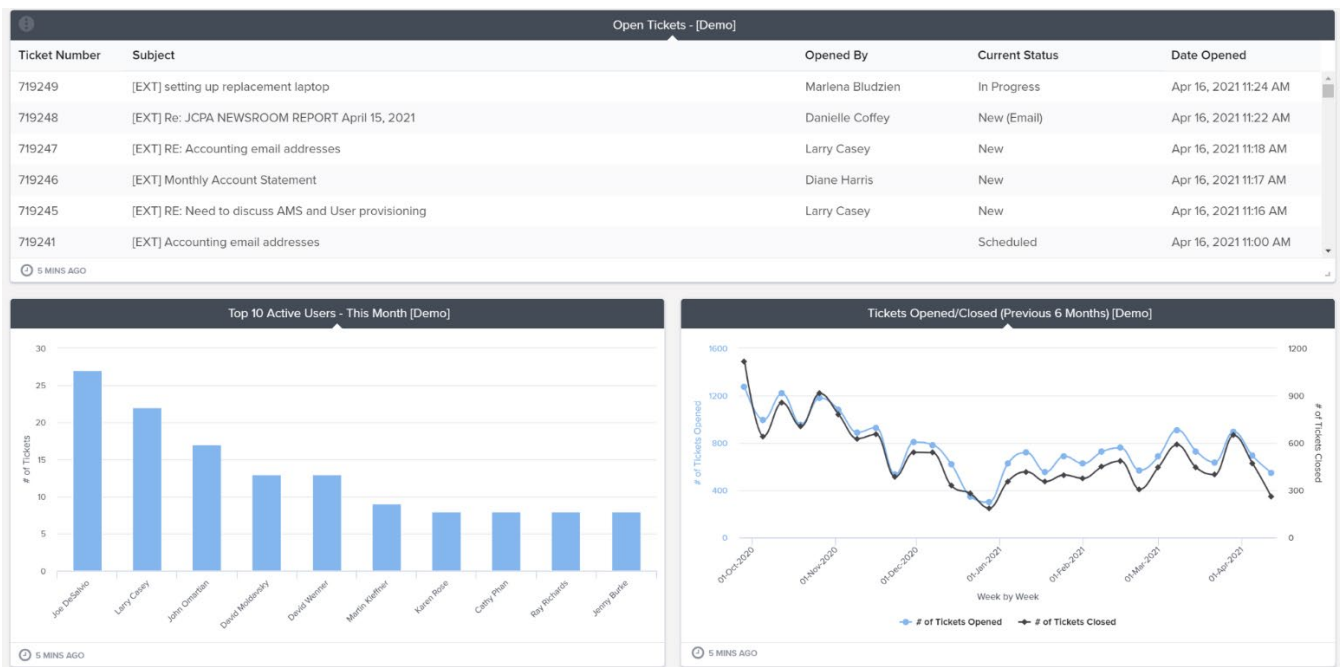 Open Tickets - [Demo]
Ticket Number Subject Opened By Current Status Date Opened
719249 [EXT] setting up replacement laptop Marlena Bludzien In Progress Apr 16, 2021 11:24 AM
719248 [EXT] Re: JCPA NEWSROOM REPORT April 15, 2021 Danielle Coffey New (Email) Apr 16, 2021 11:22 AM
719247 [EXT] RE: Accounting email addresses Larry Casey New Apr 16, 2021 11:18 AM
719246 [EXT] Monthly Account Statement Diane Harris New Apr 16, 2021 11:17 AM
719245 [EXT] RE: Need to discuss AMS and User provisioning Larry Casey New Apr 16, 2021 11:16 AM
719241 [EXT] Accounting email addresses Scheduled Apr 16, 2021 11:00 AM
5 MINS AGO
Top 10 Active Users - This Month [Demo]
30
25
20
15
10
5
0
# of Tickets
Joe DeSalvio Larry Casey John Omartian David Moldavsky David Wenner Martin Kleffner Karen Rose Cathy Phan Ray Richards Jenny Burke
5 MINS AGO
Tickets Opened/Closed (Previous 6 Months) [Demo]
# of Tickets Opened
1600 1200
1200 900
800 600
400 300
0 0
# of Tickets Closed
01-Oct-2020 01-Nov-2020 01-Dec-2020 01-Jan-2021 01-Feb-2021 01-Mar-2021 01-Apr-2021
Week by Week
# of Tickets Opened # of Tickets Closed
5 MINS AGO